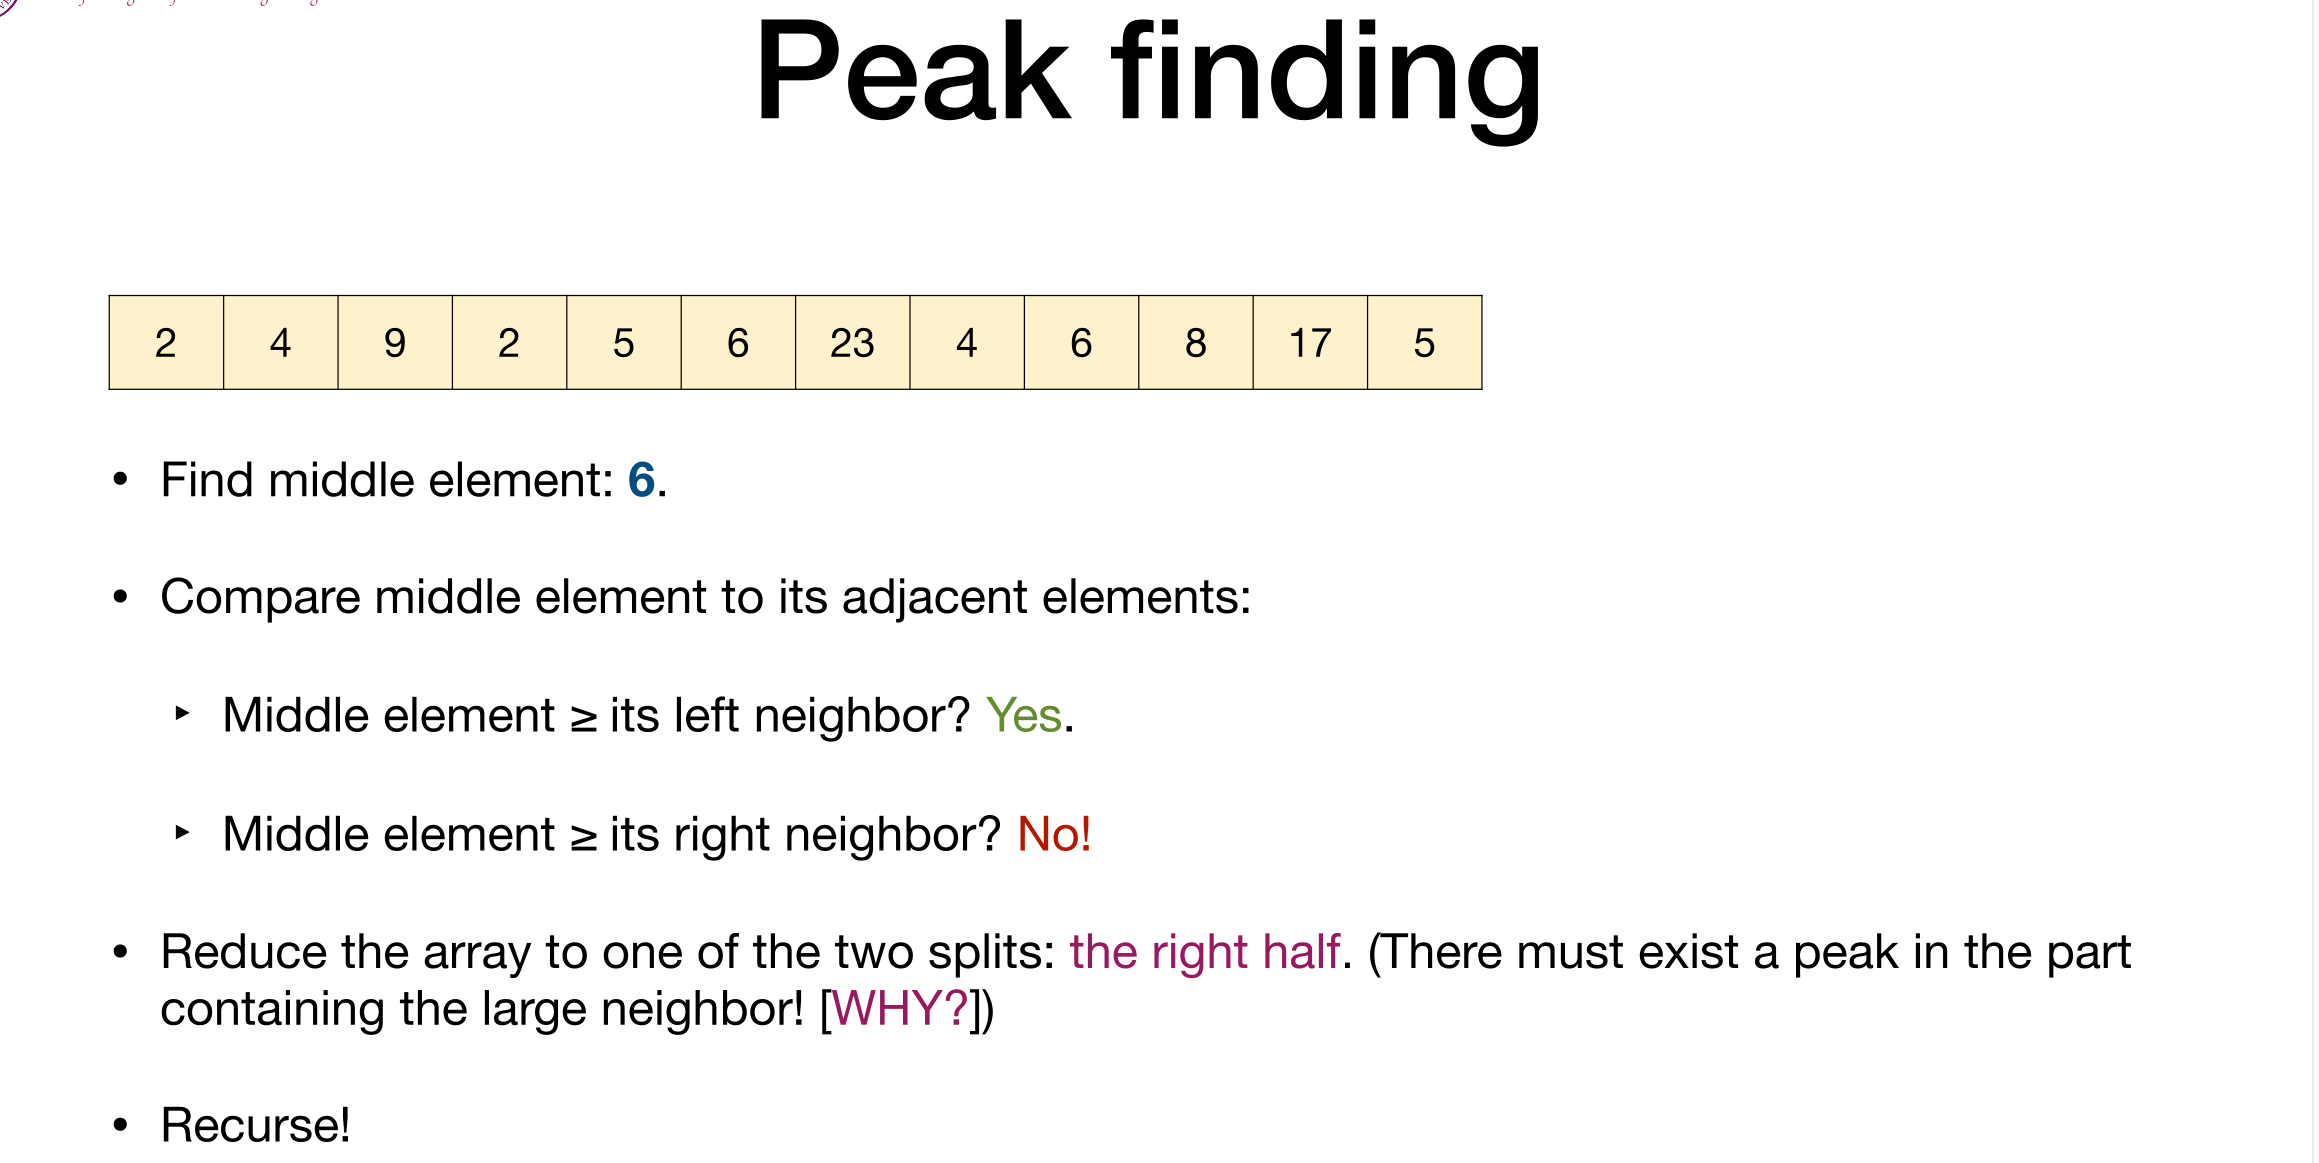 Peak finding
2 4 9 2 5 6 23 4 6 8 17 5
• Find middle element: 6.
• Compare middle element to its adjacent elements:
‣ Middle element ≥ its left neighbor? Yes.
‣ Middle element ≥ its right neighbor? No!
• Reduce the array to one of the two splits: the right half. (There must exist a peak in the part
containing the large neighbor! [WHY?])
• Recurse!